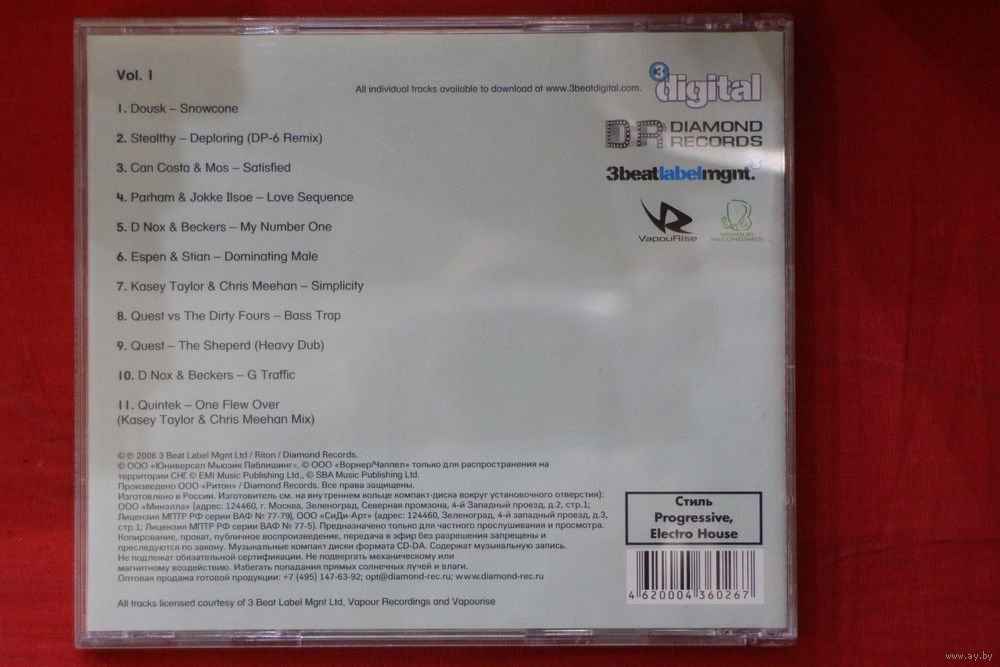 Vol. 1
All individual tracks available to download at www.3beatdigital.com.
3 digital
DR DIAMOND RECORDS
3beatlabelmgnt.
VapouRise
VAPOUR RECORDINGS
1. Dousk – Snowcone
2. Stealthy – Deploring (DP-6 Remix)
3. Can Costa & Mos – Satisfied
4. Parham & Jokke Ilsoe – Love Sequence
5. D Nox & Beckers – My Number One
6. Espen & Stian – Dominating Male
7. Kasey Taylor & Chris Meehan – Simplicity
8. Quest vs The Dirty Fours – Bass Trap
9. Quest – The Sheperd (Heavy Dub)
10. D Nox & Beckers – G Traffic
11. Quintek – One Flew Over
(Kasey Taylor & Chris Meehan Mix)
© ℗ 2006 3 Beat Label Mgnt Ltd / Riton / Diamond Records.
© ООО «Юниверсал Мьюзик Паблишинг», © ООО «Ворнер/Чаппел» только для распространения на
территории СНГ © EMI Music Publishing Ltd., © SBA Music Publishing Ltd.
Произведено ООО «Ритон» / Diamond Records. Все права защищены.
Изготовлено в России. Изготовитель см. на внутреннем кольце компакт-диска вокруг установочного отверстия):
ООО «Минэлла» (адрес: 124460, г. Москва, Зеленоград, Северная промзона, 4-й Западный проезд, д.2, стр.1;
Лицензия МПТР РФ серии ВАФ № 77-79), ООО «СиДи-Арт» (адрес: 124460, Зеленоград, 4-й западный проезд, д.3,
стр.1; Лицензия МПТР РФ серии ВАФ № 77-5). Предназначено только для частного прослушивания и просмотра.
Копирование, прокат, публичное воспроизведение, передача в эфир без разрешения запрещены и
преследуются по закону. Музыкальные компакт диски формата CD-DA. Содержат музыкальную запись.
Не подлежат обязательной сертификации. Не подвергать механическому или
магнитному воздействию. Избегать попадания прямых солнечных лучей и влаги.
Оптовая продажа готовой продукции: +7 (495) 147-63-92; opt@diamond-rec.ru; www.diamond-rec.ru
All tracks licensed courtesy of 3 Beat Label Mgnt Ltd, Vapour Recordings and Vapourise
Стиль
Progressive,
Electro House
4 620004 360267
www.ay.by